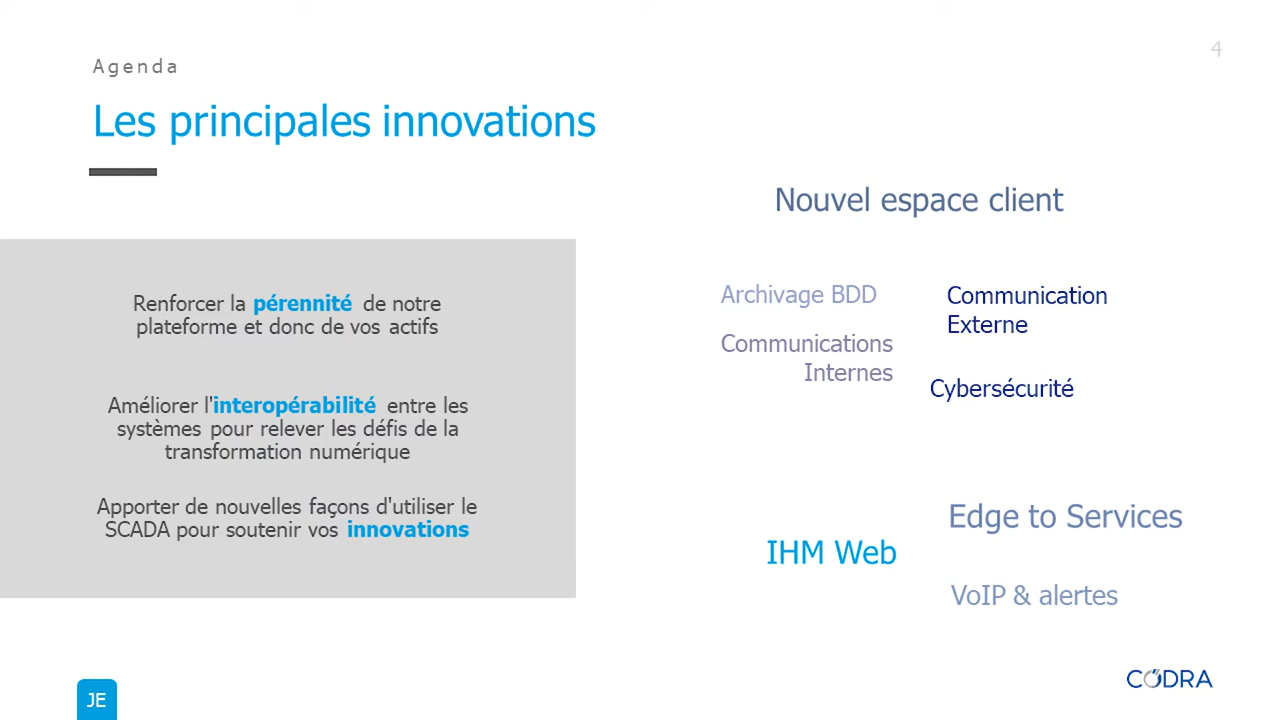 4
Agenda
Les principales innovations
Renforcer la pérennité de notre
plateforme et donc de vos actifs
Améliorer l'interopérabilité entre les
systèmes pour relever les défis de la
transformation numérique
Apporter de nouvelles façons d'utiliser le
SCADA pour soutenir vos innovations
Nouvel espace client
Archivage BDD
Communications
Internes
Communication
Externe
Cybersécurité
IHM Web
Edge to Services
VoIP & alertes
JE
CODRA